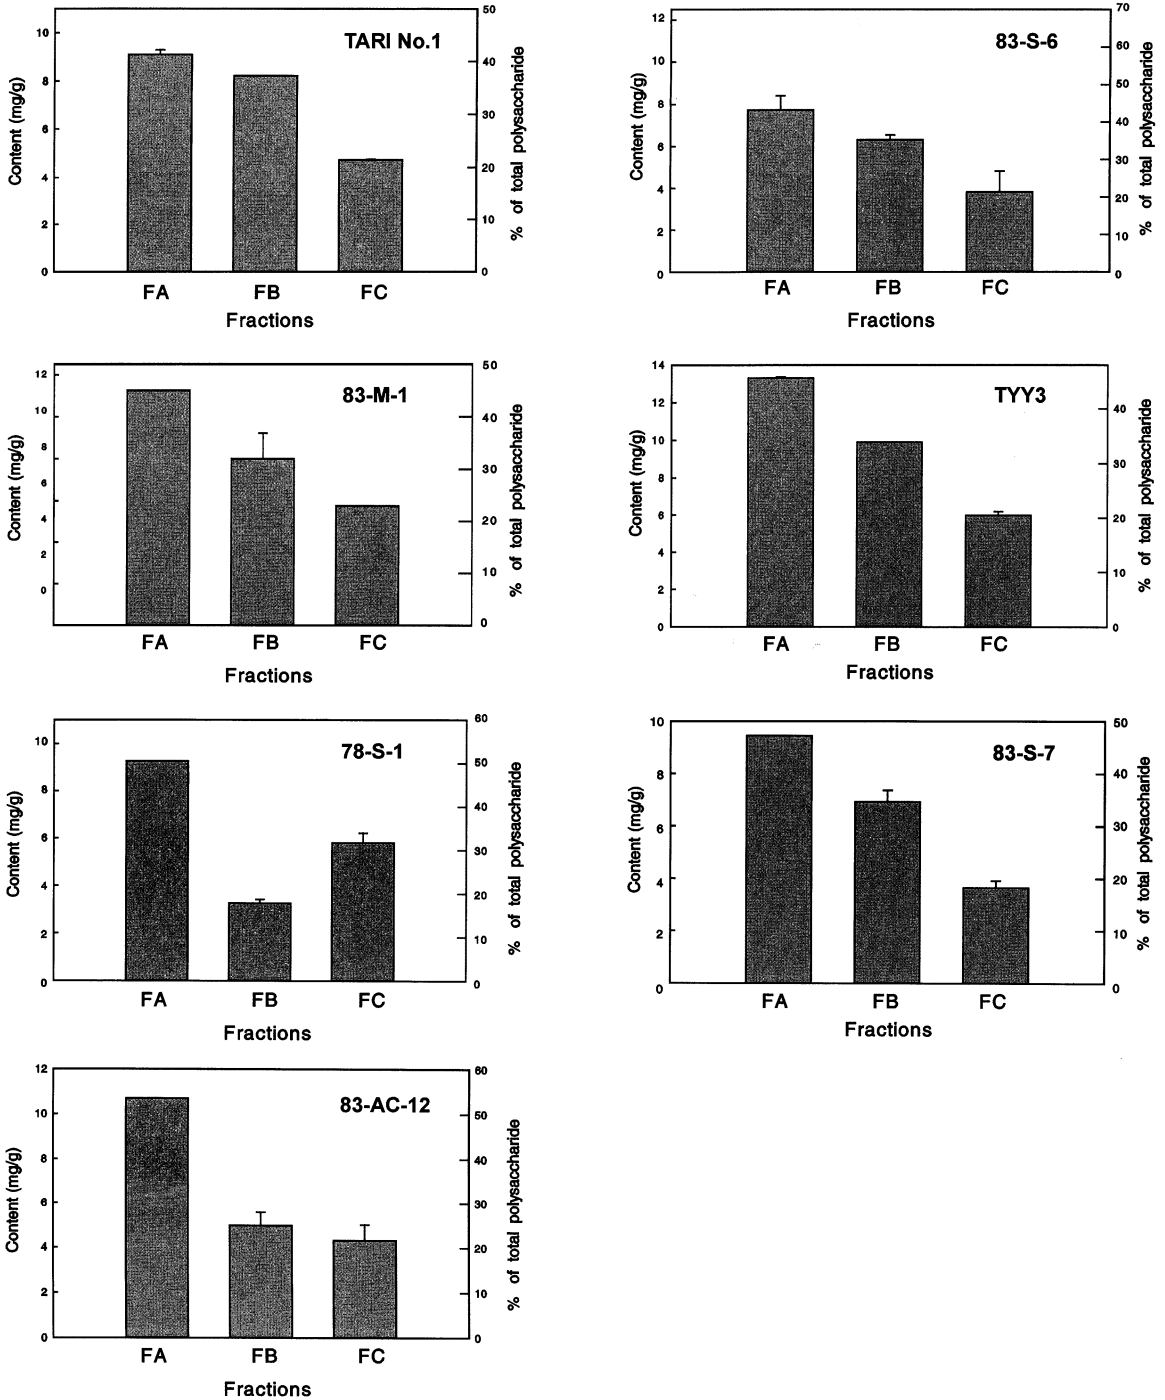 TARI No.1
Content (mg/g)
10
8
6
4
2
0
50
40
30
20
10
0
% of total polysaccharide
FA FB FC
Fractions
83-S-6
Content (mg/g)
12
10
8
6
4
2
0
70
60
50
40
30
20
10
0
% of total polysaccharide
FA FB FC
Fractions
83-M-1
Content (mg/g)
12
10
8
6
4
2
0
50
40
30
20
10
0
% of total polysaccharide
FA FB FC
Fractions
TYY3
Content (mg/g)
14
12
10
8
6
4
2
0
40
30
20
10
0
% of total polysaccharide
FA FB FC
Fractions
78-S-1
Content (mg/g)
10
8
6
4
2
0
60
50
40
30
20
10
0
% of total polysaccharide
FA FB FC
Fractions
83-S-7
Content (mg/g)
10
8
6
4
2
0
50
40
30
20
10
0
% of total polysaccharide
FA FB FC
Fractions
83-AC-12
Content (mg/g)
12
10
8
6
4
2
0
60
50
40
30
20
10
0
% of total polysaccharide
FA FB FC
Fractions